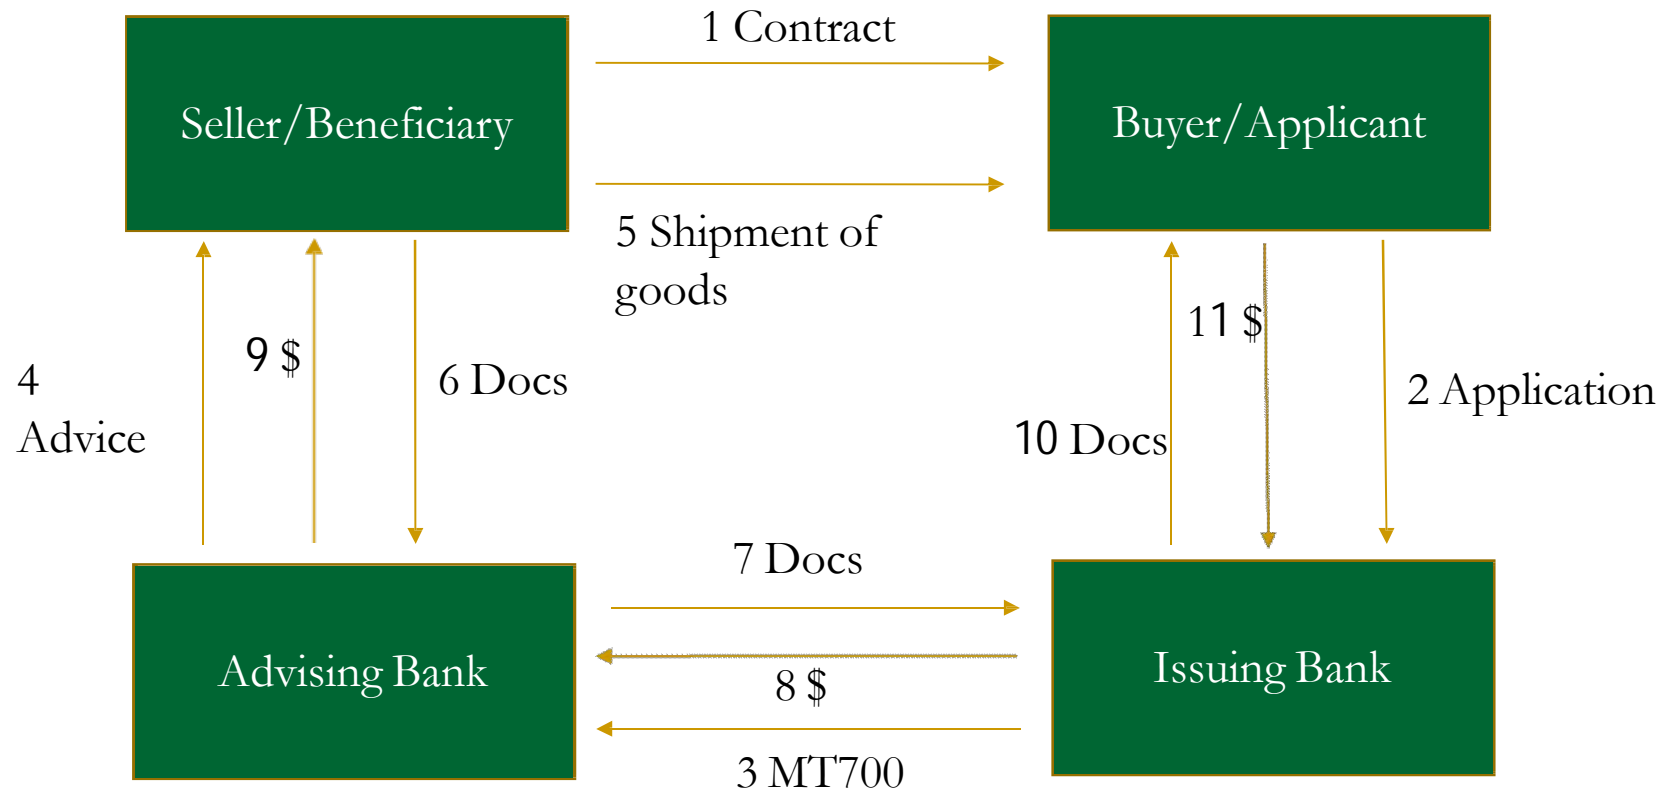 1 Contract
Seller/Beneficiary
Buyer/Applicant
5 Shipment of
goods
9 $
11 $
4
Advice
6 Docs
2 Application
10 Docs
7 Docs
Advising Bank
8 $
Issuing Bank
3 MT700